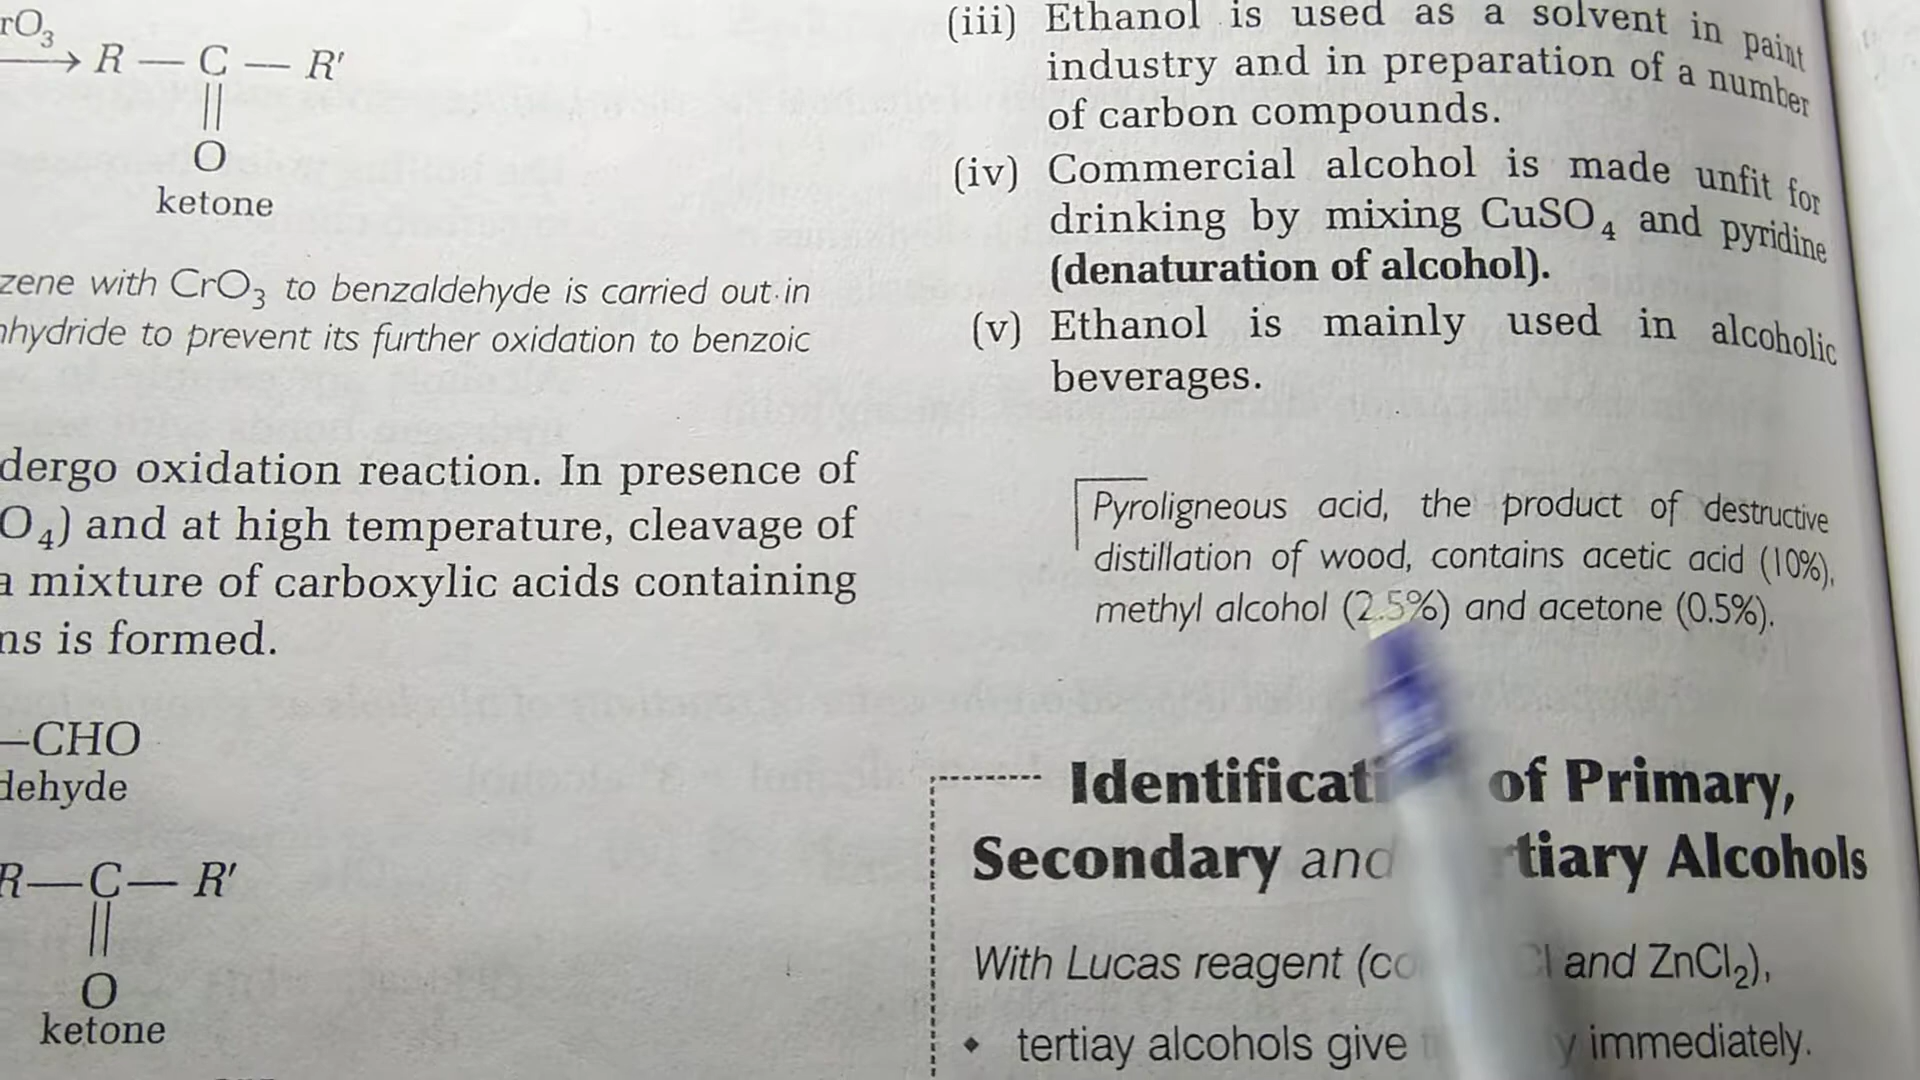 rO3
R — C — R'
||
O
ketone
zene with CrO3 to benzaldehyde is carried out in
nhydride to prevent its further oxidation to benzoic
dergo oxidation reaction. In presence of
O4) and at high temperature, cleavage of
a mixture of carboxylic acids containing
ns is formed.
—CHO
dehyde
R—C—R'
||
O
ketone
(iii) Ethanol is used as a solvent in paint
industry and in preparation of a number
of carbon compounds.
(iv) Commercial alcohol is made unfit for
drinking by mixing CuSO4 and pyridine
(denaturation of alcohol).
(v) Ethanol is mainly used in alcoholic
beverages.
Pyroligneous acid, the product of destructive
distillation of wood, contains acetic acid (10%),
methyl alcohol (2.5%) and acetone (0.5%).
Identificati of Primary,
Secondary and tiary Alcohols
With Lucas reagent (co and ZnCl2),
• tertiay alcohols give y immediately.